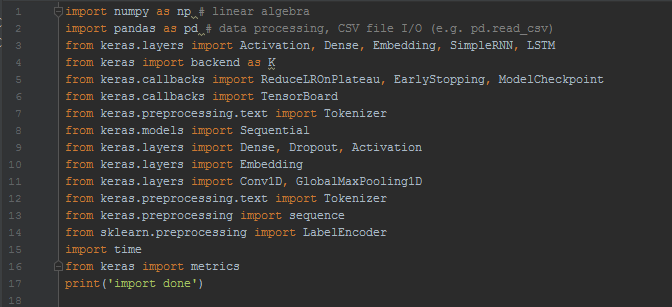 1 import numpy as np # linear algebra
2 import pandas as pd # data processing, CSV file I/O (e.g. pd.read_csv)
3 from keras.layers import Activation, Dense, Embedding, SimpleRNN, LSTM
4 from keras import backend as K
5 from keras.callbacks import ReduceLROnPlateau, EarlyStopping, ModelCheckpoint
6 from keras.callbacks import TensorBoard
7 from keras.preprocessing.text import Tokenizer
8 from keras.models import Sequential
9 from keras.layers import Dense, Dropout, Activation
10 from keras.layers import Embedding
11 from keras.layers import Conv1D, GlobalMaxPooling1D
12 from keras.preprocessing.text import Tokenizer
13 from keras.preprocessing import sequence
14 from sklearn.preprocessing import LabelEncoder
15 import time
16 from keras import metrics
17 print('import done')
18